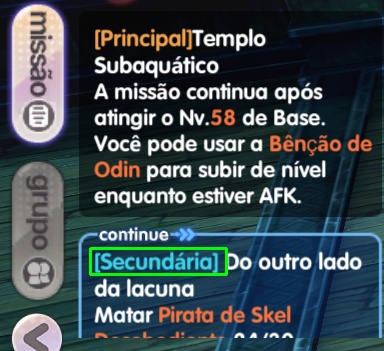 missão
grupo
[Principal]Templo
Subaquático
A missão continua após
atingir o Nv.58 de Base.
Você pode usar a Bênção de
Odin para subir de nível
enquanto estiver AFK.
continue
[Secundária] Do outro lado
da lacuna
Matar Pirata de Skel